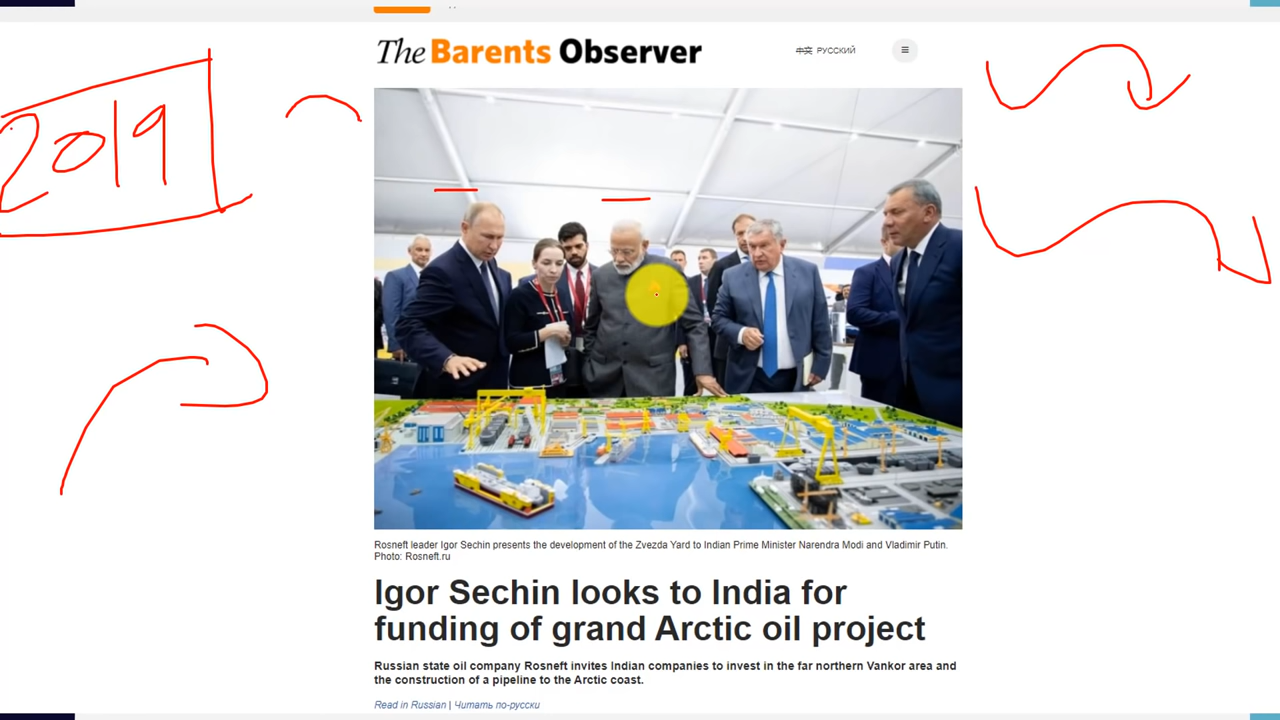 The Barents Observer
中文 РУССКИЙ
2019
Rosneft leader Igor Sechin presents the development of the Zvezda Yard to Indian Prime Minister Narendra Modi and Vladimir Putin.
Photo: Rosneft.ru
Igor Sechin looks to India for
funding of grand Arctic oil project
Russian state oil company Rosneft invites Indian companies to invest in the far northern Vankor area and
the construction of a pipeline to the Arctic coast.
Read in Russian | Читать по-русски